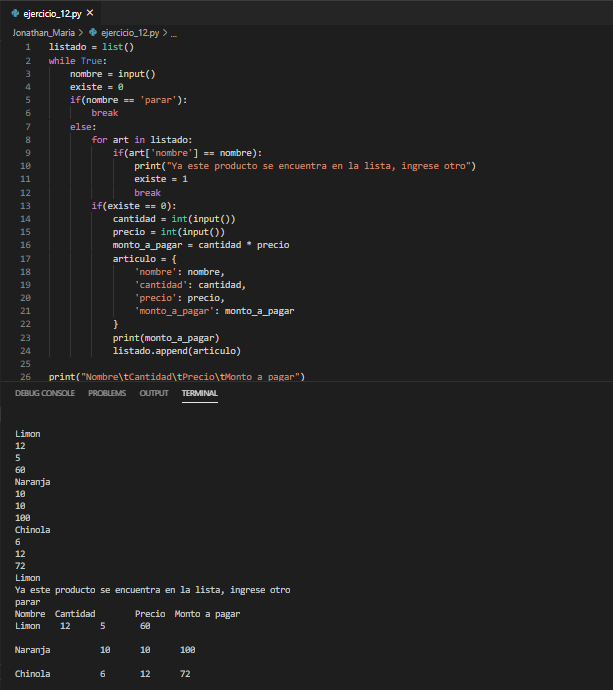 ejercicio_12.py ×
Jonathan_Maria > ejercicio_12.py > ...
1 listado = list()
2 while True:
3     nombre = input()
4     existe = 0
5     if(nombre == 'parar'):
6         break
7     else:
8         for art in listado:
9             if(art['nombre'] == nombre):
10                 print("Ya este producto se encuentra en la lista, ingrese otro")
11                 existe = 1
12                 break
13         if(existe == 0):
14             cantidad = int(input())
15             precio = int(input())
16             monto_a_pagar = cantidad * precio
17             articulo = {
18                 'nombre': nombre,
19                 'cantidad': cantidad,
20                 'precio': precio,
21                 'monto_a_pagar': monto_a_pagar
22             }
23             print(monto_a_pagar)
24             listado.append(articulo)
25
26 print("Nombre\tCantidad\tPrecio\tMonto a pagar")
DEBUG CONSOLE PROBLEMS OUTPUT TERMINAL
Limon
12
5
60
Naranja
10
10
100
Chinola
6
12
72
Limon
Ya este producto se encuentra en la lista, ingrese otro
parar
Nombre  Cantidad        Precio  Monto a pagar
Limon    12      5       60
Naranja          10      10      100
Chinola          6       12      72